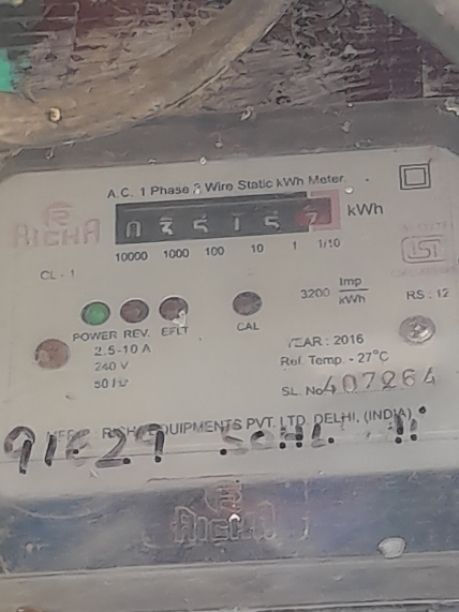 A.C. 1 Phase 2 Wire Static kWh Meter.
RICHA
kWh
10000 1000 100 10 1 1/10
CL - 1
3200 Imp/kWh
RS : 12
POWER REV. EFLT CAL
2.5-10 A
240 V
50 Hz
YEAR : 2016
Ref. Temp. - 27°C
SL. No 407264
EQUIPMENTS PVT. LTD. DELHI, (INDIA)
RICHA